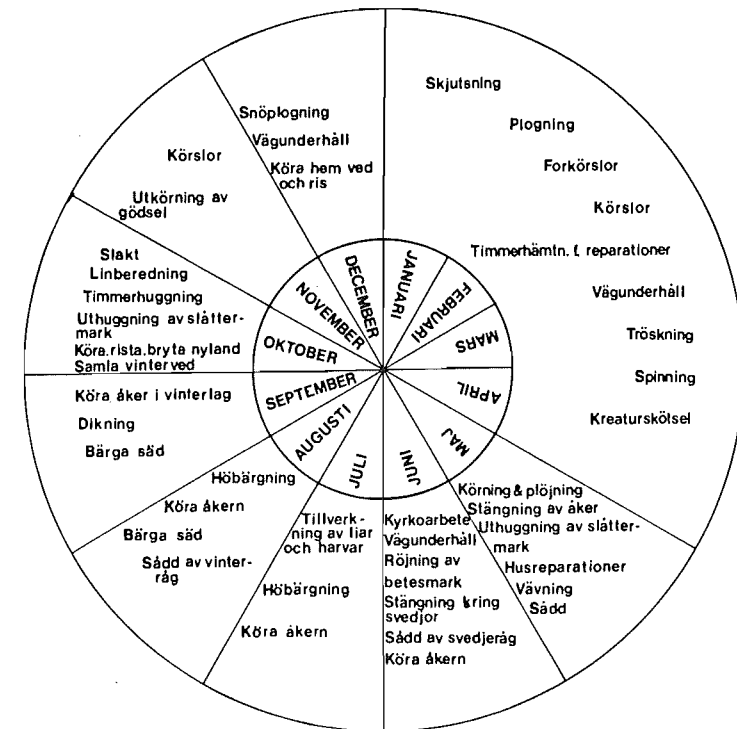 JANUARI
FEBRUARI
MARS
APRIL
MAJ
JUNI
JULI
AUGUSTI
SEPTEMBER
OKTOBER
NOVEMBER
DECEMBER
Skjutsning
Plogning
Forkörslor
Körslor
Timmerhämtn. f. reparationer
Vägunderhåll
Tröskning
Spinning
Kreaturskötsel
Körning & plöjning
Stängning av åker
Uthuggning av slåtter-
mark
Husreparationer
Vävning
Sådd
Kyrkoarbete
Vägunderhåll
Röjning av
betesmark
Stängning kring
svedjor
Sådd av svedjeråg
Köra åkern
Tillverk-
ning av liar
och harvar
Höbärgning
Köra åkern
Höbärgning
Köra åkern
Bärga säd
Sådd av vinter-
råg
Köra åker i vinterlag
Dikning
Bärga säd
Slakt
Linberedning
Timmerhuggning
Uthuggning av slåtter-
mark
Köra.rista.bryta nyland
Samla vinterved
Körslor
Utkörning av
gödsel
Snöplogning
Vägunderhåll
Köra hem ved
och ris